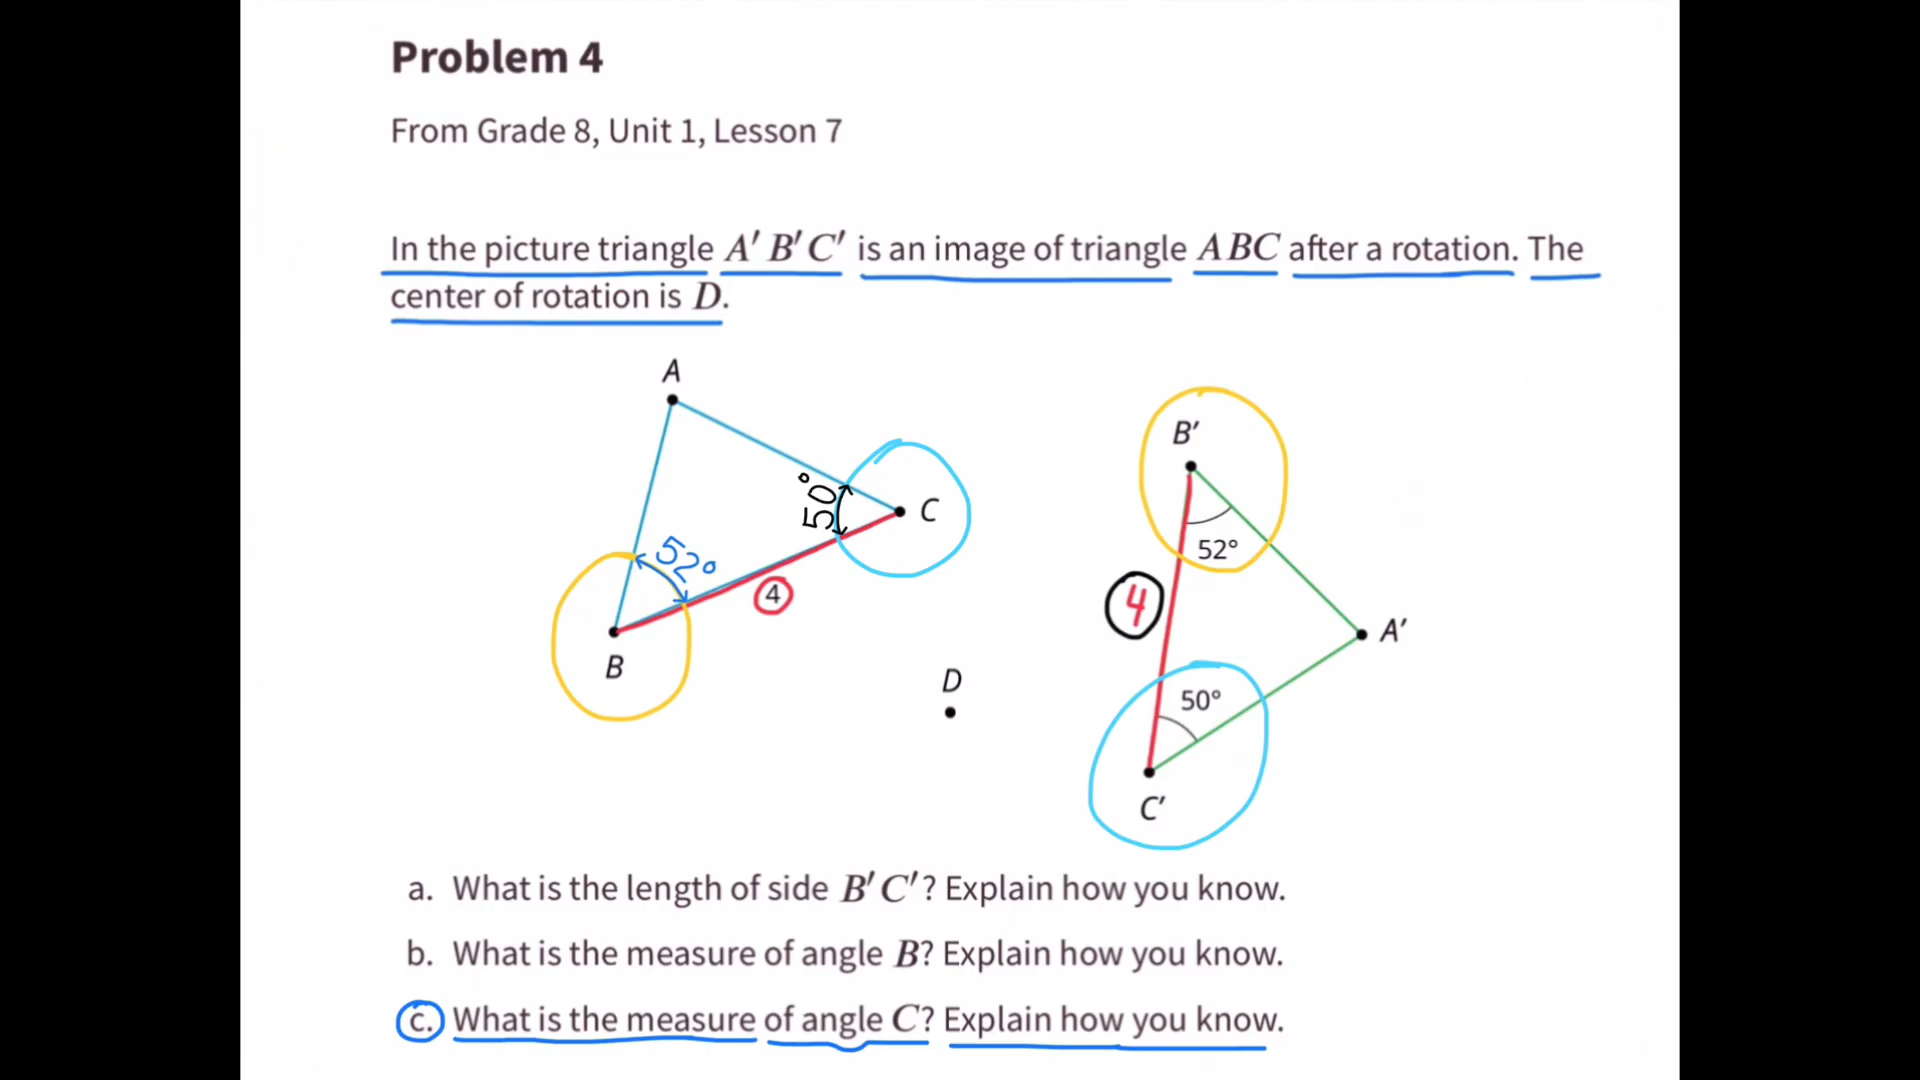 Problem 4
From Grade 8, Unit 1, Lesson 7
In the picture triangle A′ B′ C′ is an image of triangle ABC after a rotation. The
center of rotation is D.
A
B′
50°
C
52°
52°
4
4
A′
B
D
50°
C′
a. What is the length of side B′ C′? Explain how you know.
b. What is the measure of angle B? Explain how you know.
c. What is the measure of angle C? Explain how you know.